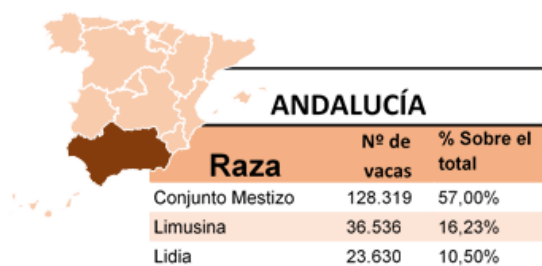 ANDALUCÍA
Raza Nº de vacas % Sobre el total
Conjunto Mestizo 128.319 57,00%
Limusina 36.536 16,23%
Lidia 23.630 10,50%